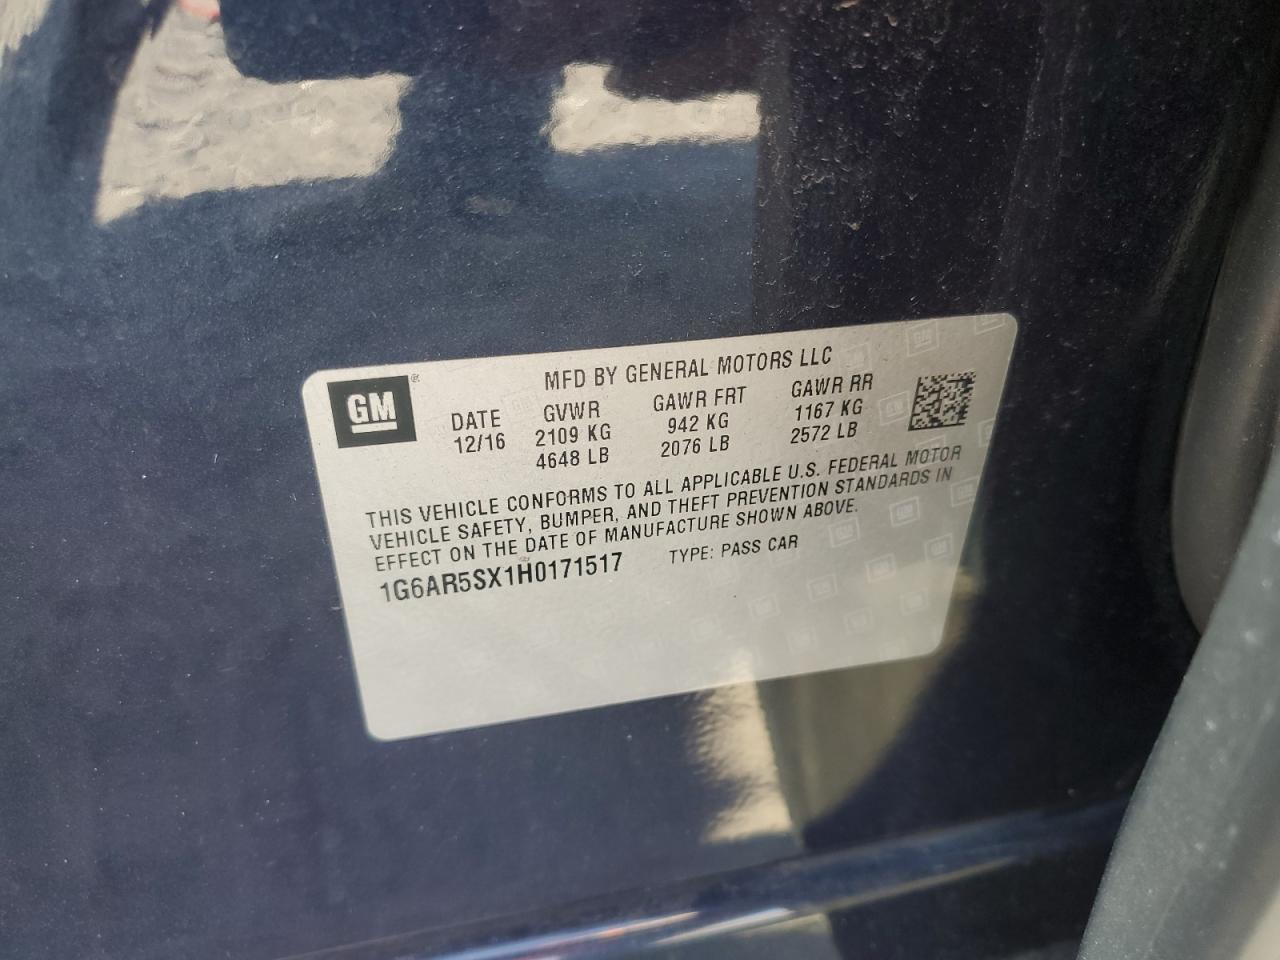 GM ®
MFD BY GENERAL MOTORS LLC
DATE GVWR GAWR FRT GAWR RR
12/16 2109 KG 942 KG 1167 KG
4648 LB 2076 LB 2572 LB
THIS VEHICLE CONFORMS TO ALL APPLICABLE U.S. FEDERAL MOTOR
VEHICLE SAFETY, BUMPER, AND THEFT PREVENTION STANDARDS IN
EFFECT ON THE DATE OF MANUFACTURE SHOWN ABOVE.
1G6AR5SX1H0171517 TYPE: PASS CAR